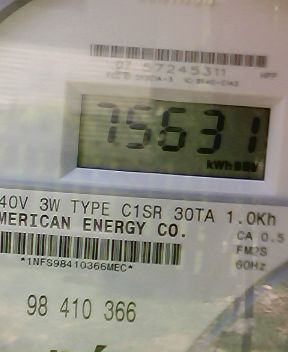 07 57245311
75631
kWh
40V 3W TYPE C1SR 30TA 1.0Kh
MERICAN ENERGY CO.
CA 0.5
FM2S
60Hz
*1NFS98410366MEC*
98 410 366